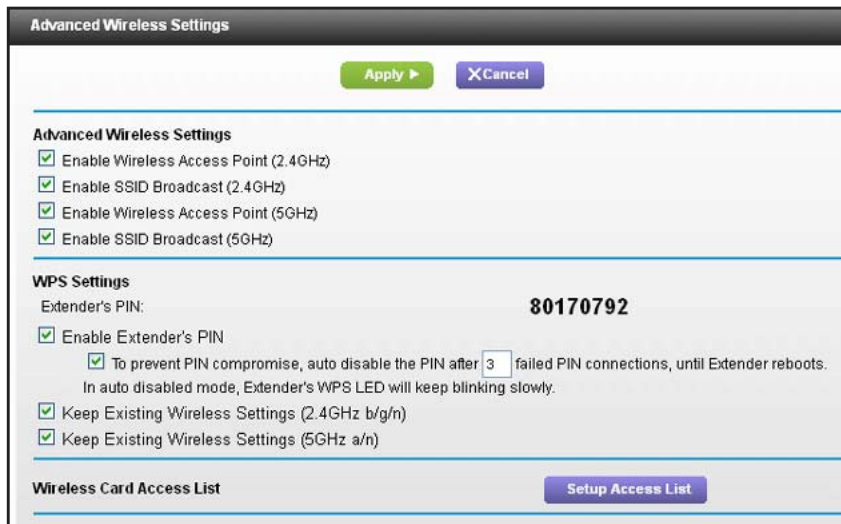 Advanced Wireless Settings
Apply ▶
X Cancel
Advanced Wireless Settings
Enable Wireless Access Point (2.4GHz)
Enable SSID Broadcast (2.4GHz)
Enable Wireless Access Point (5GHz)
Enable SSID Broadcast (5GHz)
WPS Settings
Extender's PIN: 80170792
Enable Extender's PIN
To prevent PIN compromise, auto disable the PIN after 3 failed PIN connections, until Extender reboots.
In auto disabled mode, Extender's WPS LED will keep blinking slowly.
Keep Existing Wireless Settings (2.4GHz b/g/n)
Keep Existing Wireless Settings (5GHz a/n)
Wireless Card Access List Setup Access List